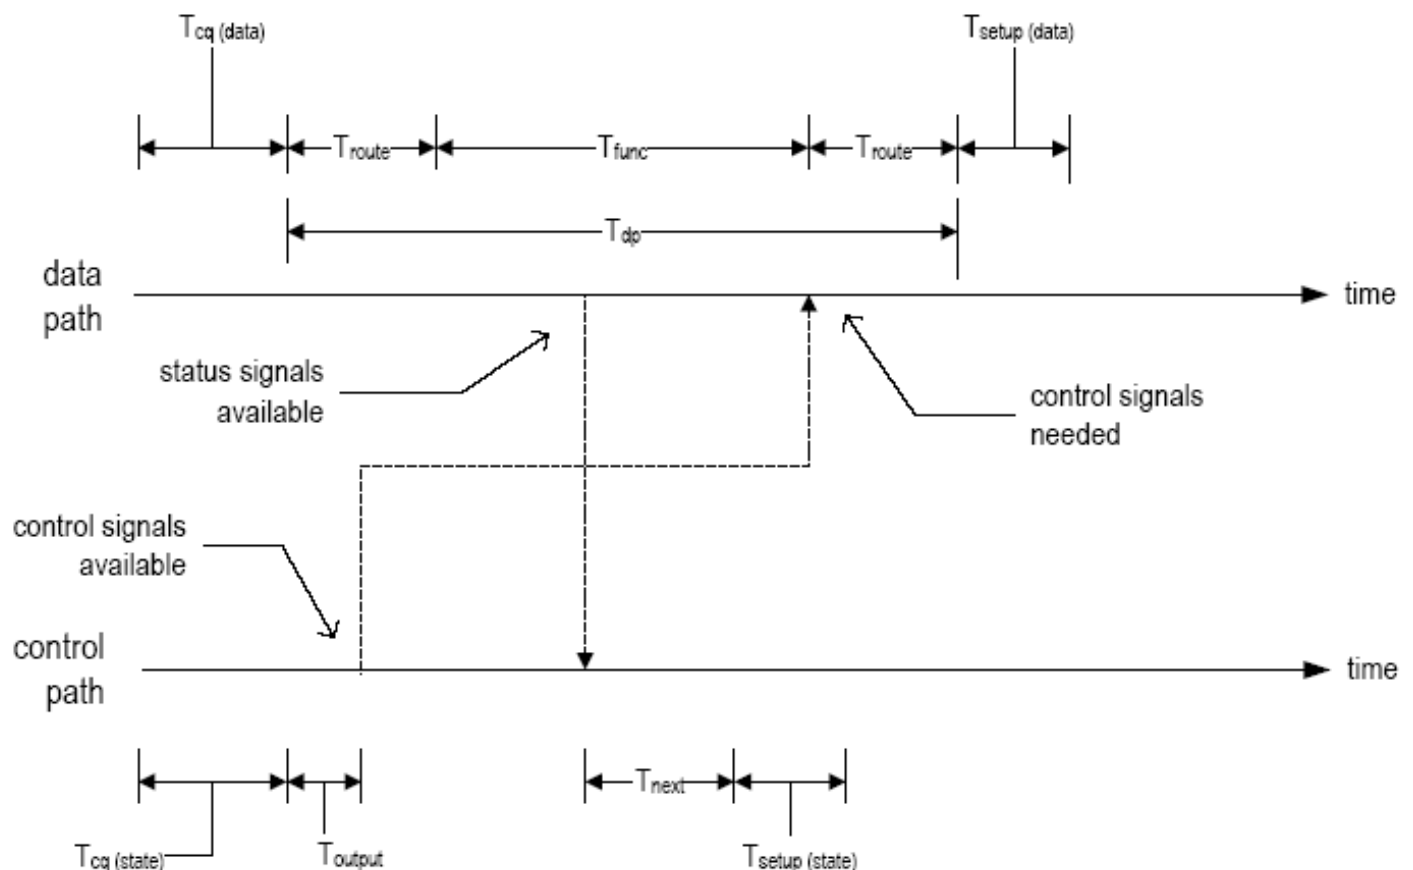 Tcq (data)
Tsetup (data)
Troute
Tfunc
Troute
Tdp
data
path
time
status signals
available
control signals
needed
control signals
available
control
path
time
Tnext
Tcq (state)
Toutput
Tsetup (state)